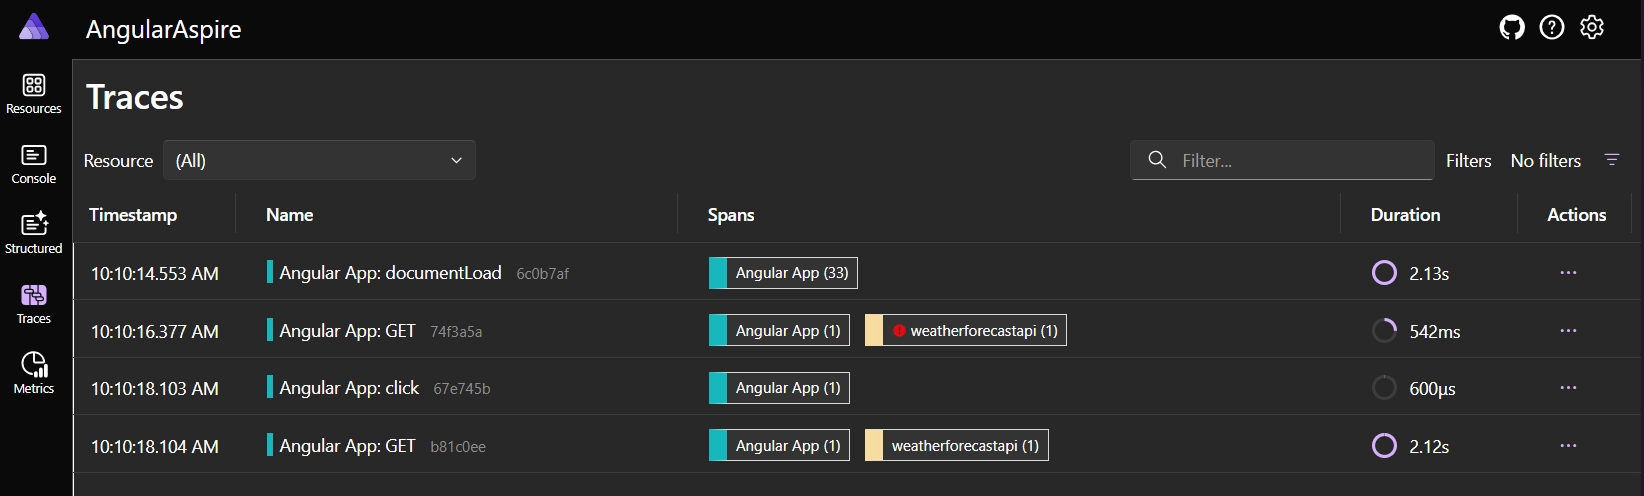 AngularAspire
Resources
Console
Structured
Traces
Metrics
Traces
Resource (All) Filter... Filters No filters
Timestamp Name Spans Duration Actions
10:10:14.553 AM Angular App: documentLoad 6c0b7af Angular App (33) 2.13s ...
10:10:16.377 AM Angular App: GET 74f3a5a Angular App (1) weatherforecastapi (1) 542ms ...
10:10:18.103 AM Angular App: click 67e745b Angular App (1) 600µs ...
10:10:18.104 AM Angular App: GET b81c0ee Angular App (1) weatherforecastapi (1) 2.12s ...